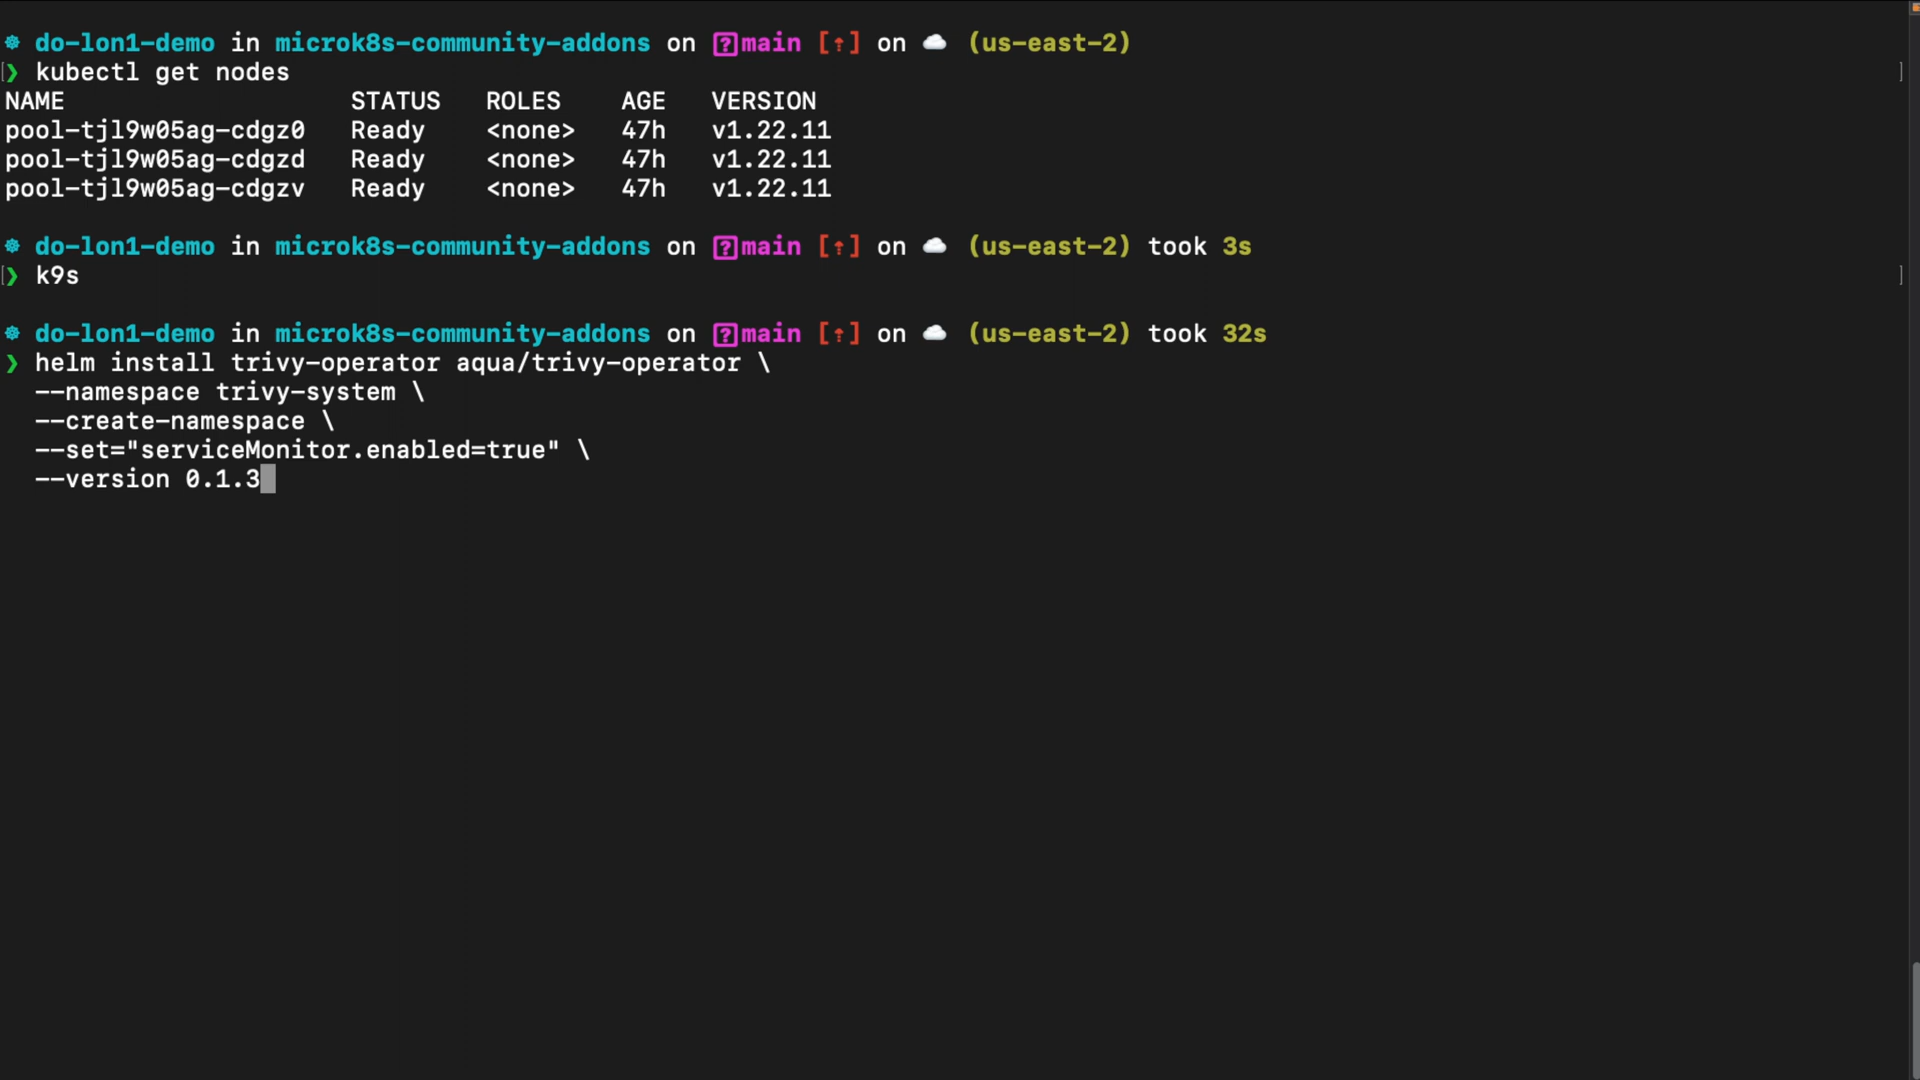 ☸ do-lon1-demo in microk8s-community-addons on [?]main [↑] on ☁️ (us-east-2)
❯ kubectl get nodes
NAME STATUS ROLES AGE VERSION
pool-tjl9w05ag-cdgz0 Ready <none> 47h v1.22.11
pool-tjl9w05ag-cdgzd Ready <none> 47h v1.22.11
pool-tjl9w05ag-cdgzv Ready <none> 47h v1.22.11
☸ do-lon1-demo in microk8s-community-addons on [?]main [↑] on ☁️ (us-east-2) took 3s
❯ k9s
☸ do-lon1-demo in microk8s-community-addons on [?]main [↑] on ☁️ (us-east-2) took 32s
❯ helm install trivy-operator aqua/trivy-operator \
--namespace trivy-system \
--create-namespace \
--set="serviceMonitor.enabled=true" \
--version 0.1.3